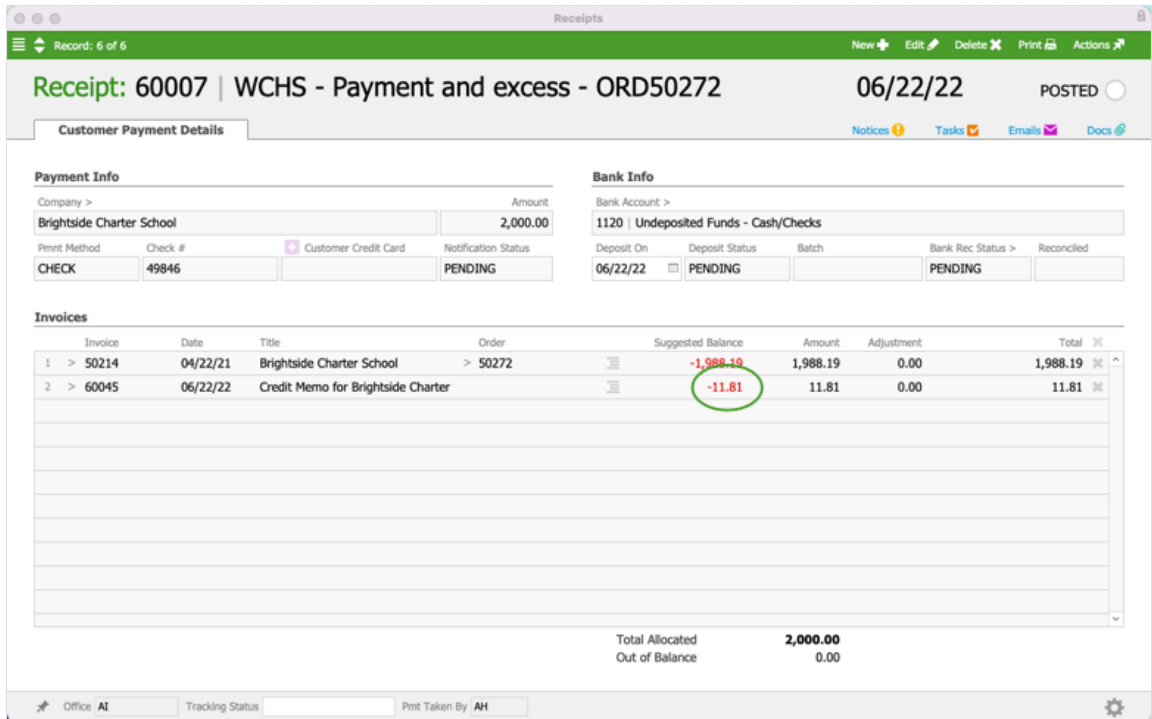 Receipts
Record: 6 of 6 New Edit Delete Print Actions
Receipt: 60007 | WCHS - Payment and excess - ORD50272 06/22/22 POSTED
Customer Payment Details Notices Tasks Emails Docs
Payment Info Bank Info
Company > Amount Bank Account >
Brightside Charter School 2,000.00 1120 | Undeposited Funds - Cash/Checks
Pmnt Method Check # Customer Credit Card Notification Status Deposit On Deposit Status Batch Bank Rec Status > Reconciled
CHECK 49846 PENDING 06/22/22 PENDING PENDING
Invoices
Invoice Date Title Order Suggested Balance Amount Adjustment Total
1 > 50214 04/22/21 Brightside Charter School > 50272 -1,988.19 1,988.19 0.00 1,988.19
2 > 60045 06/22/22 Credit Memo for Brightside Charter -11.81 11.81 0.00 11.81
Total Allocated 2,000.00
Out of Balance 0.00
Office AI Tracking Status Pmt Taken By AH